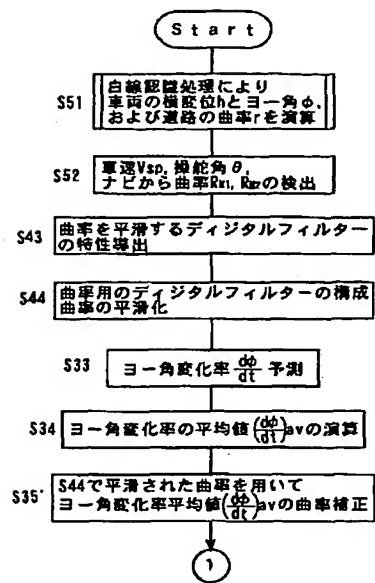 Start
S51
白線認識処理により
車両の横変位hとヨー角φ,
および道路の曲率rを演算
S52
車速Vsp, 操舵角θ,
ナビから曲率RN1, RN2の検出
S43
曲率を平滑するディジタルフィルター
の特性導出
S44
曲率用のディジタルフィルターの構成
曲率の平滑化
S33
ヨー角変化率 dφ/dt 予測
S34
ヨー角変化率の平均値(dφ/dt)avの演算
S35'
S44で平滑された曲率を用いて
ヨー角変化率平均値(dφ/dt)avの曲率補正
1